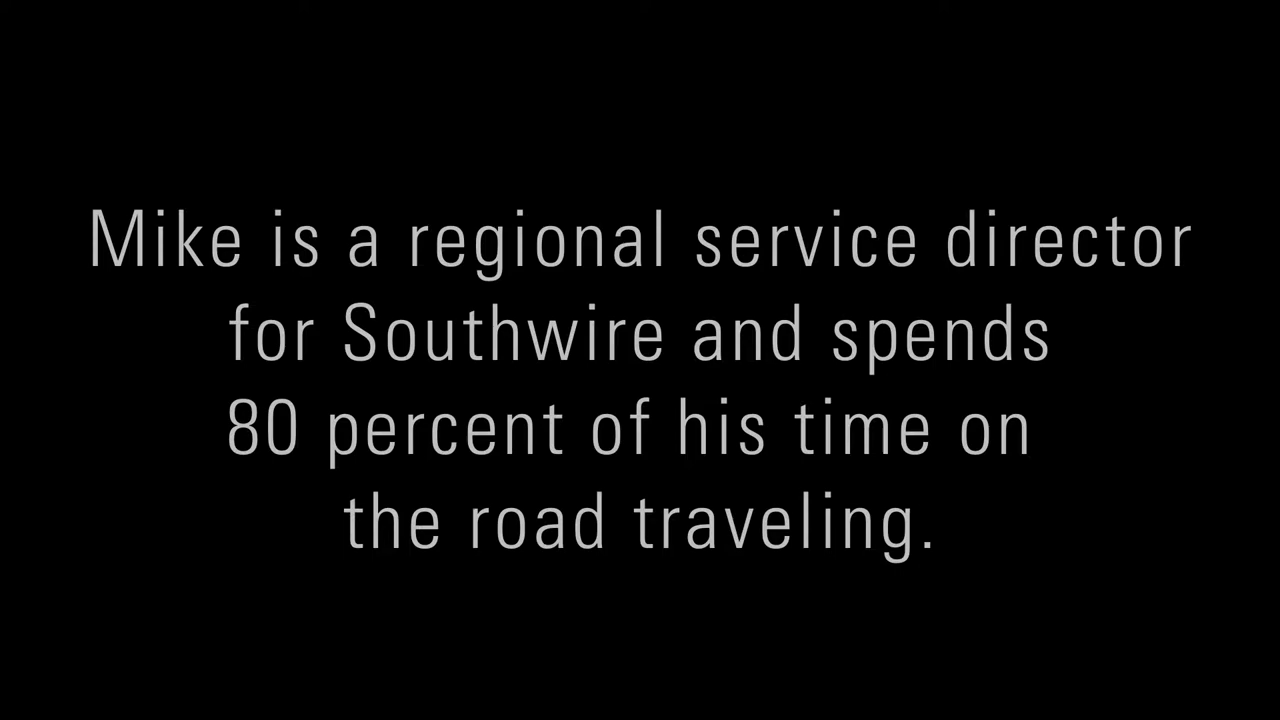 Mike is a regional service director
for Southwire and spends
80 percent of his time on
the road traveling.